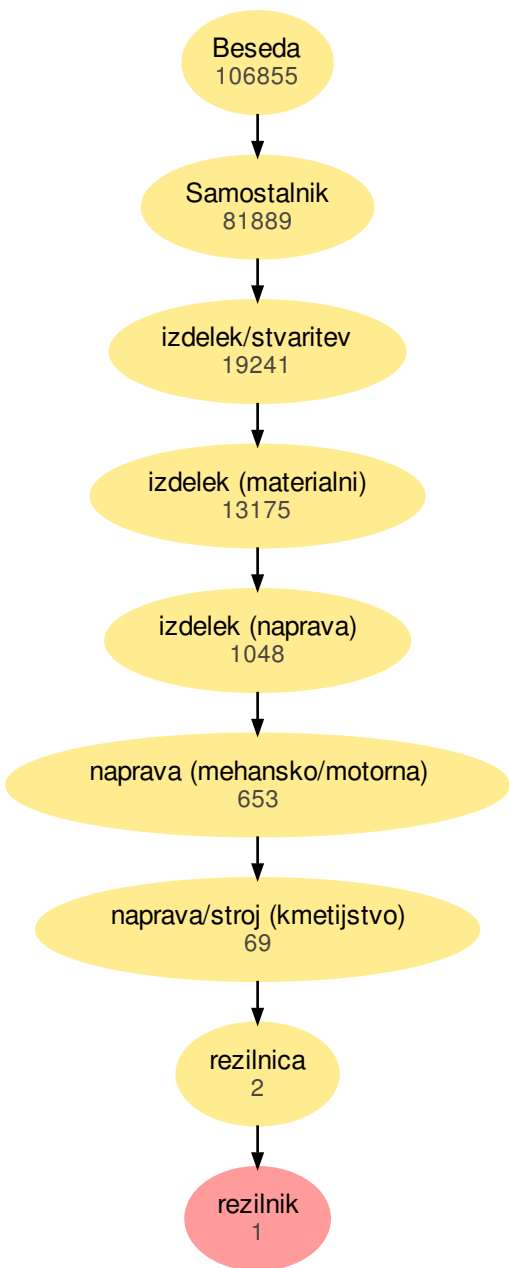 Beseda
106855
Samostalnik
81889
izdelek/stvaritev
19241
izdelek (materialni)
13175
izdelek (naprava)
1048
naprava (mehansko/motorna)
653
naprava/stroj (kmetijstvo)
69
rezilnica
2
rezilnik
1